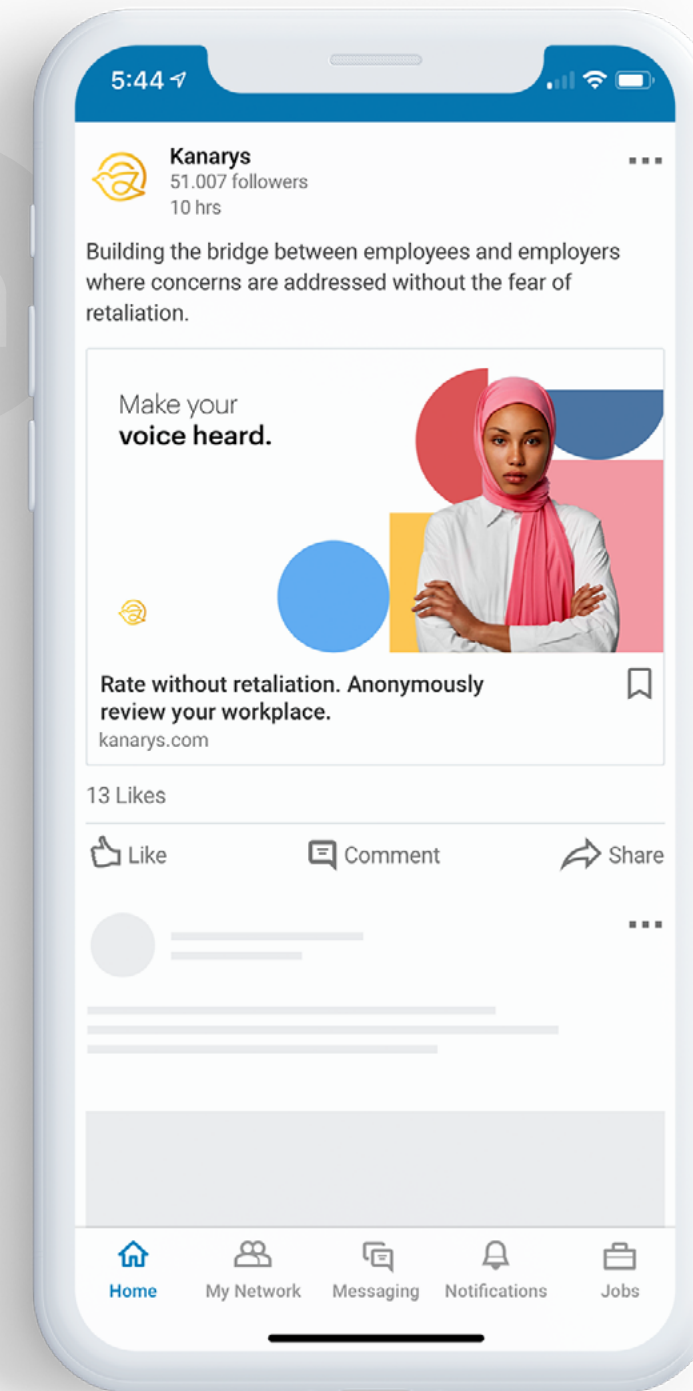 5:44
Kanarys
51.007 followers
10 hrs
Building the bridge between employees and employers
where concerns are addressed without the fear of
retaliation.
Make your
voice heard.
Rate without retaliation. Anonymously
review your workplace.
kanarys.com
13 Likes
Like Comment Share
Home My Network Messaging Notifications Jobs